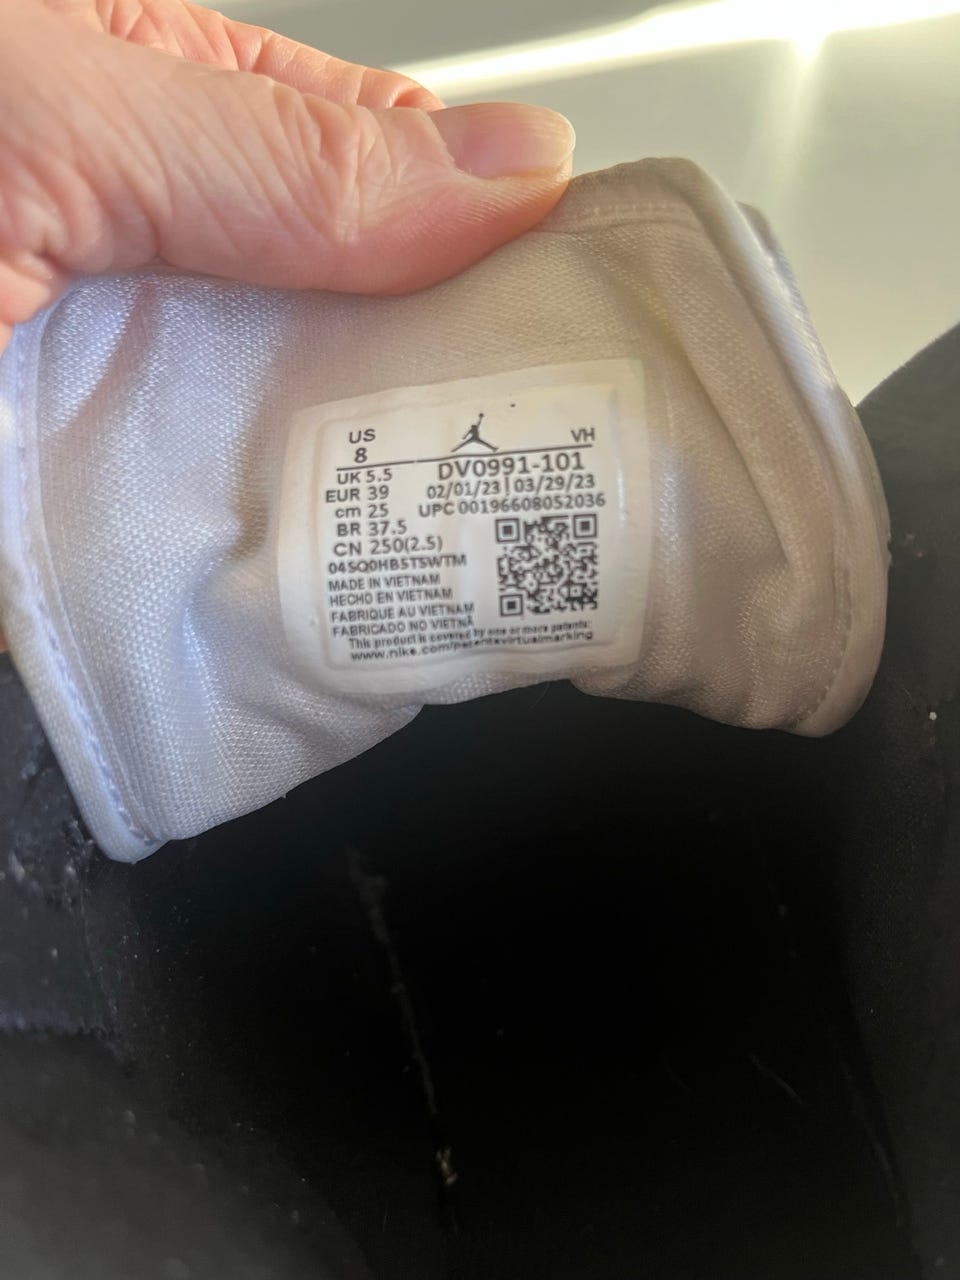 US
8
VH
UK 5.5
EUR 39
cm 25
BR 37.5
CN 250(2.5)
DV0991-101
02/01/23 | 03/29/23
UPC 00196608052036
04SQ0HB5TSWTM
MADE IN VIETNAM
HECHO EN VIETNAM
FABRIQUE AU VIETNAM
FABRICADO NO VIETNÃ
This product is covered by one or more patents:
www.nike.com/patentsvirtualmarking